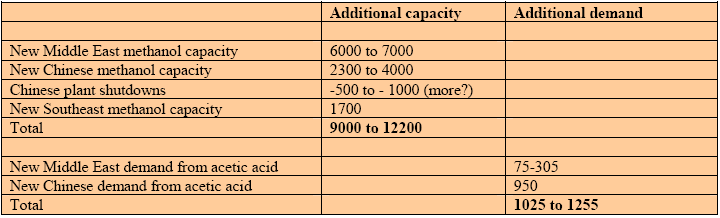 Additional capacity Additional demand
New Middle East methanol capacity 6000 to 7000
New Chinese methanol capacity 2300 to 4000
Chinese plant shutdowns -500 to - 1000 (more?)
New Southeast methanol capacity 1700
Total 9000 to 12200
New Middle East demand from acetic acid 75-305
New Chinese demand from acetic acid 950
Total 1025 to 1255